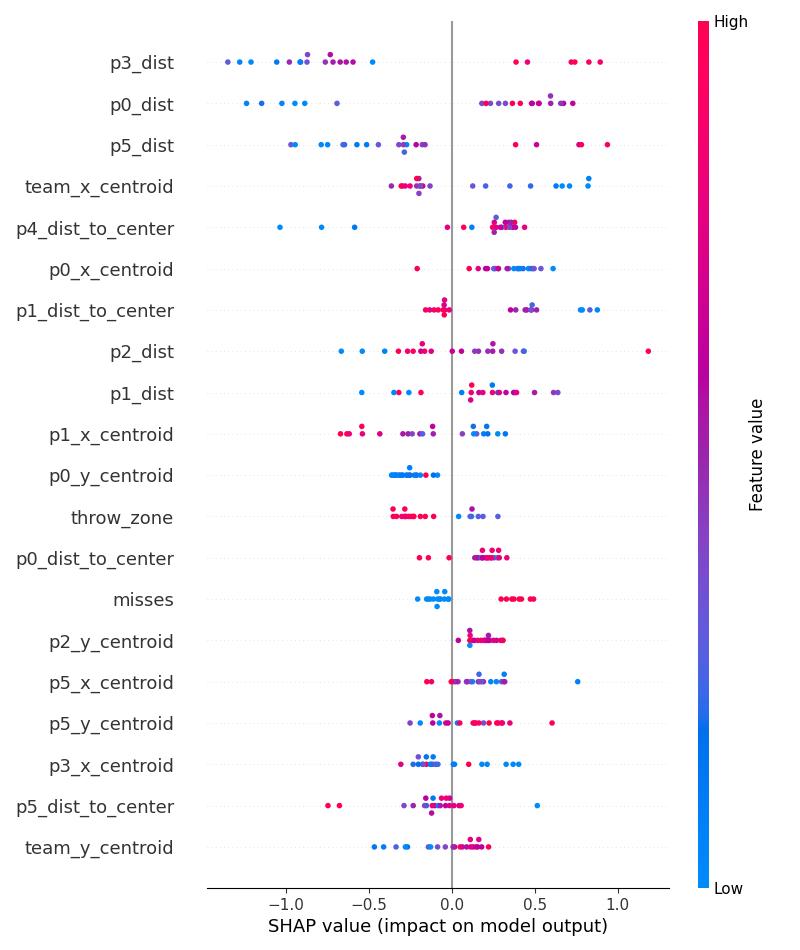 High
p3_dist
p0_dist
p5_dist
team_x_centroid
p4_dist_to_center
p0_x_centroid
p1_dist_to_center
p2_dist
p1_dist
p1_x_centroid
p0_y_centroid
throw_zone
p0_dist_to_center
misses
p2_y_centroid
p5_x_centroid
p5_y_centroid
p3_x_centroid
p5_dist_to_center
team_y_centroid
Feature value
Low
−1.0 −0.5 0.0 0.5 1.0
SHAP value (impact on model output)